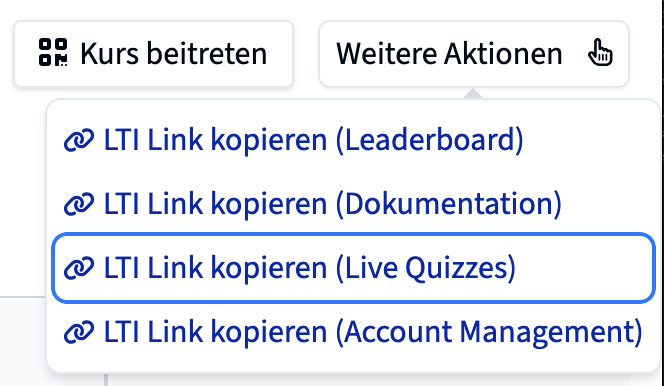 Kurs beitreten
Weitere Aktionen
LTI Link kopieren (Leaderboard)
LTI Link kopieren (Dokumentation)
LTI Link kopieren (Live Quizzes)
LTI Link kopieren (Account Management)